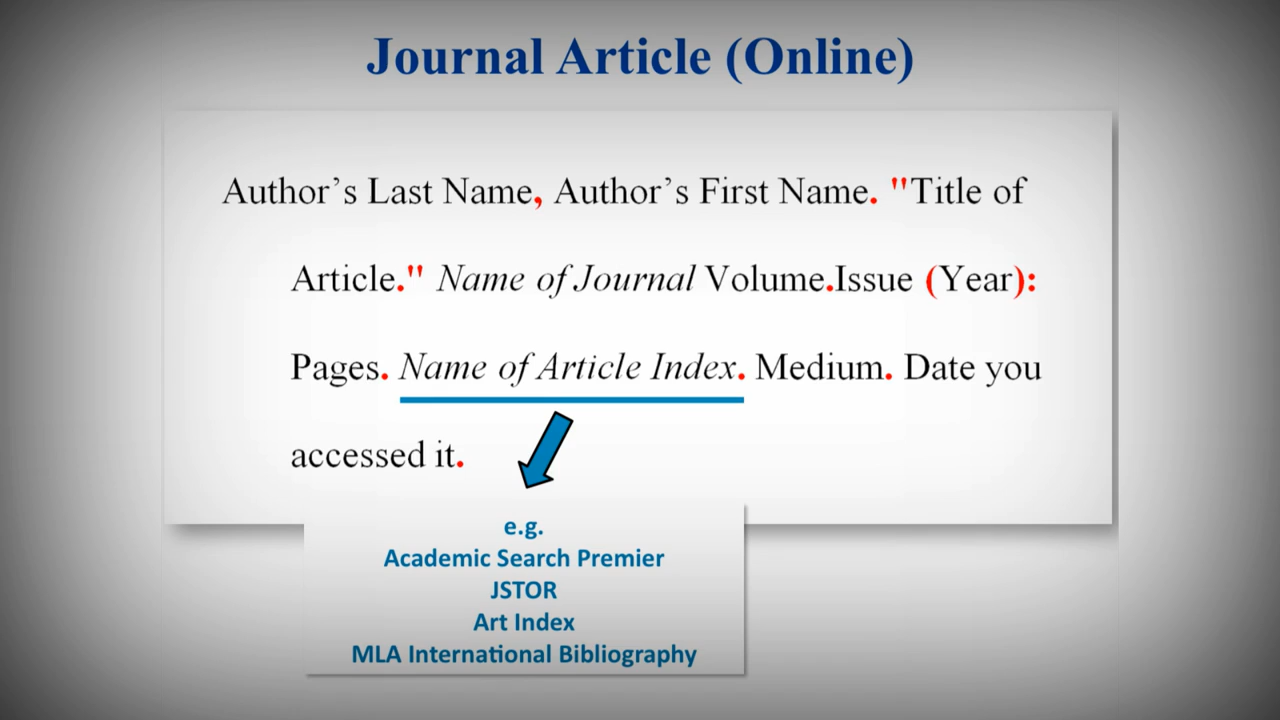 Journal Article (Online)
Author’s Last Name, Author’s First Name. "Title of
Article." Name of Journal Volume.Issue (Year):
Pages. Name of Article Index. Medium. Date you
accessed it.
e.g.
Academic Search Premier
JSTOR
Art Index
MLA International Bibliography